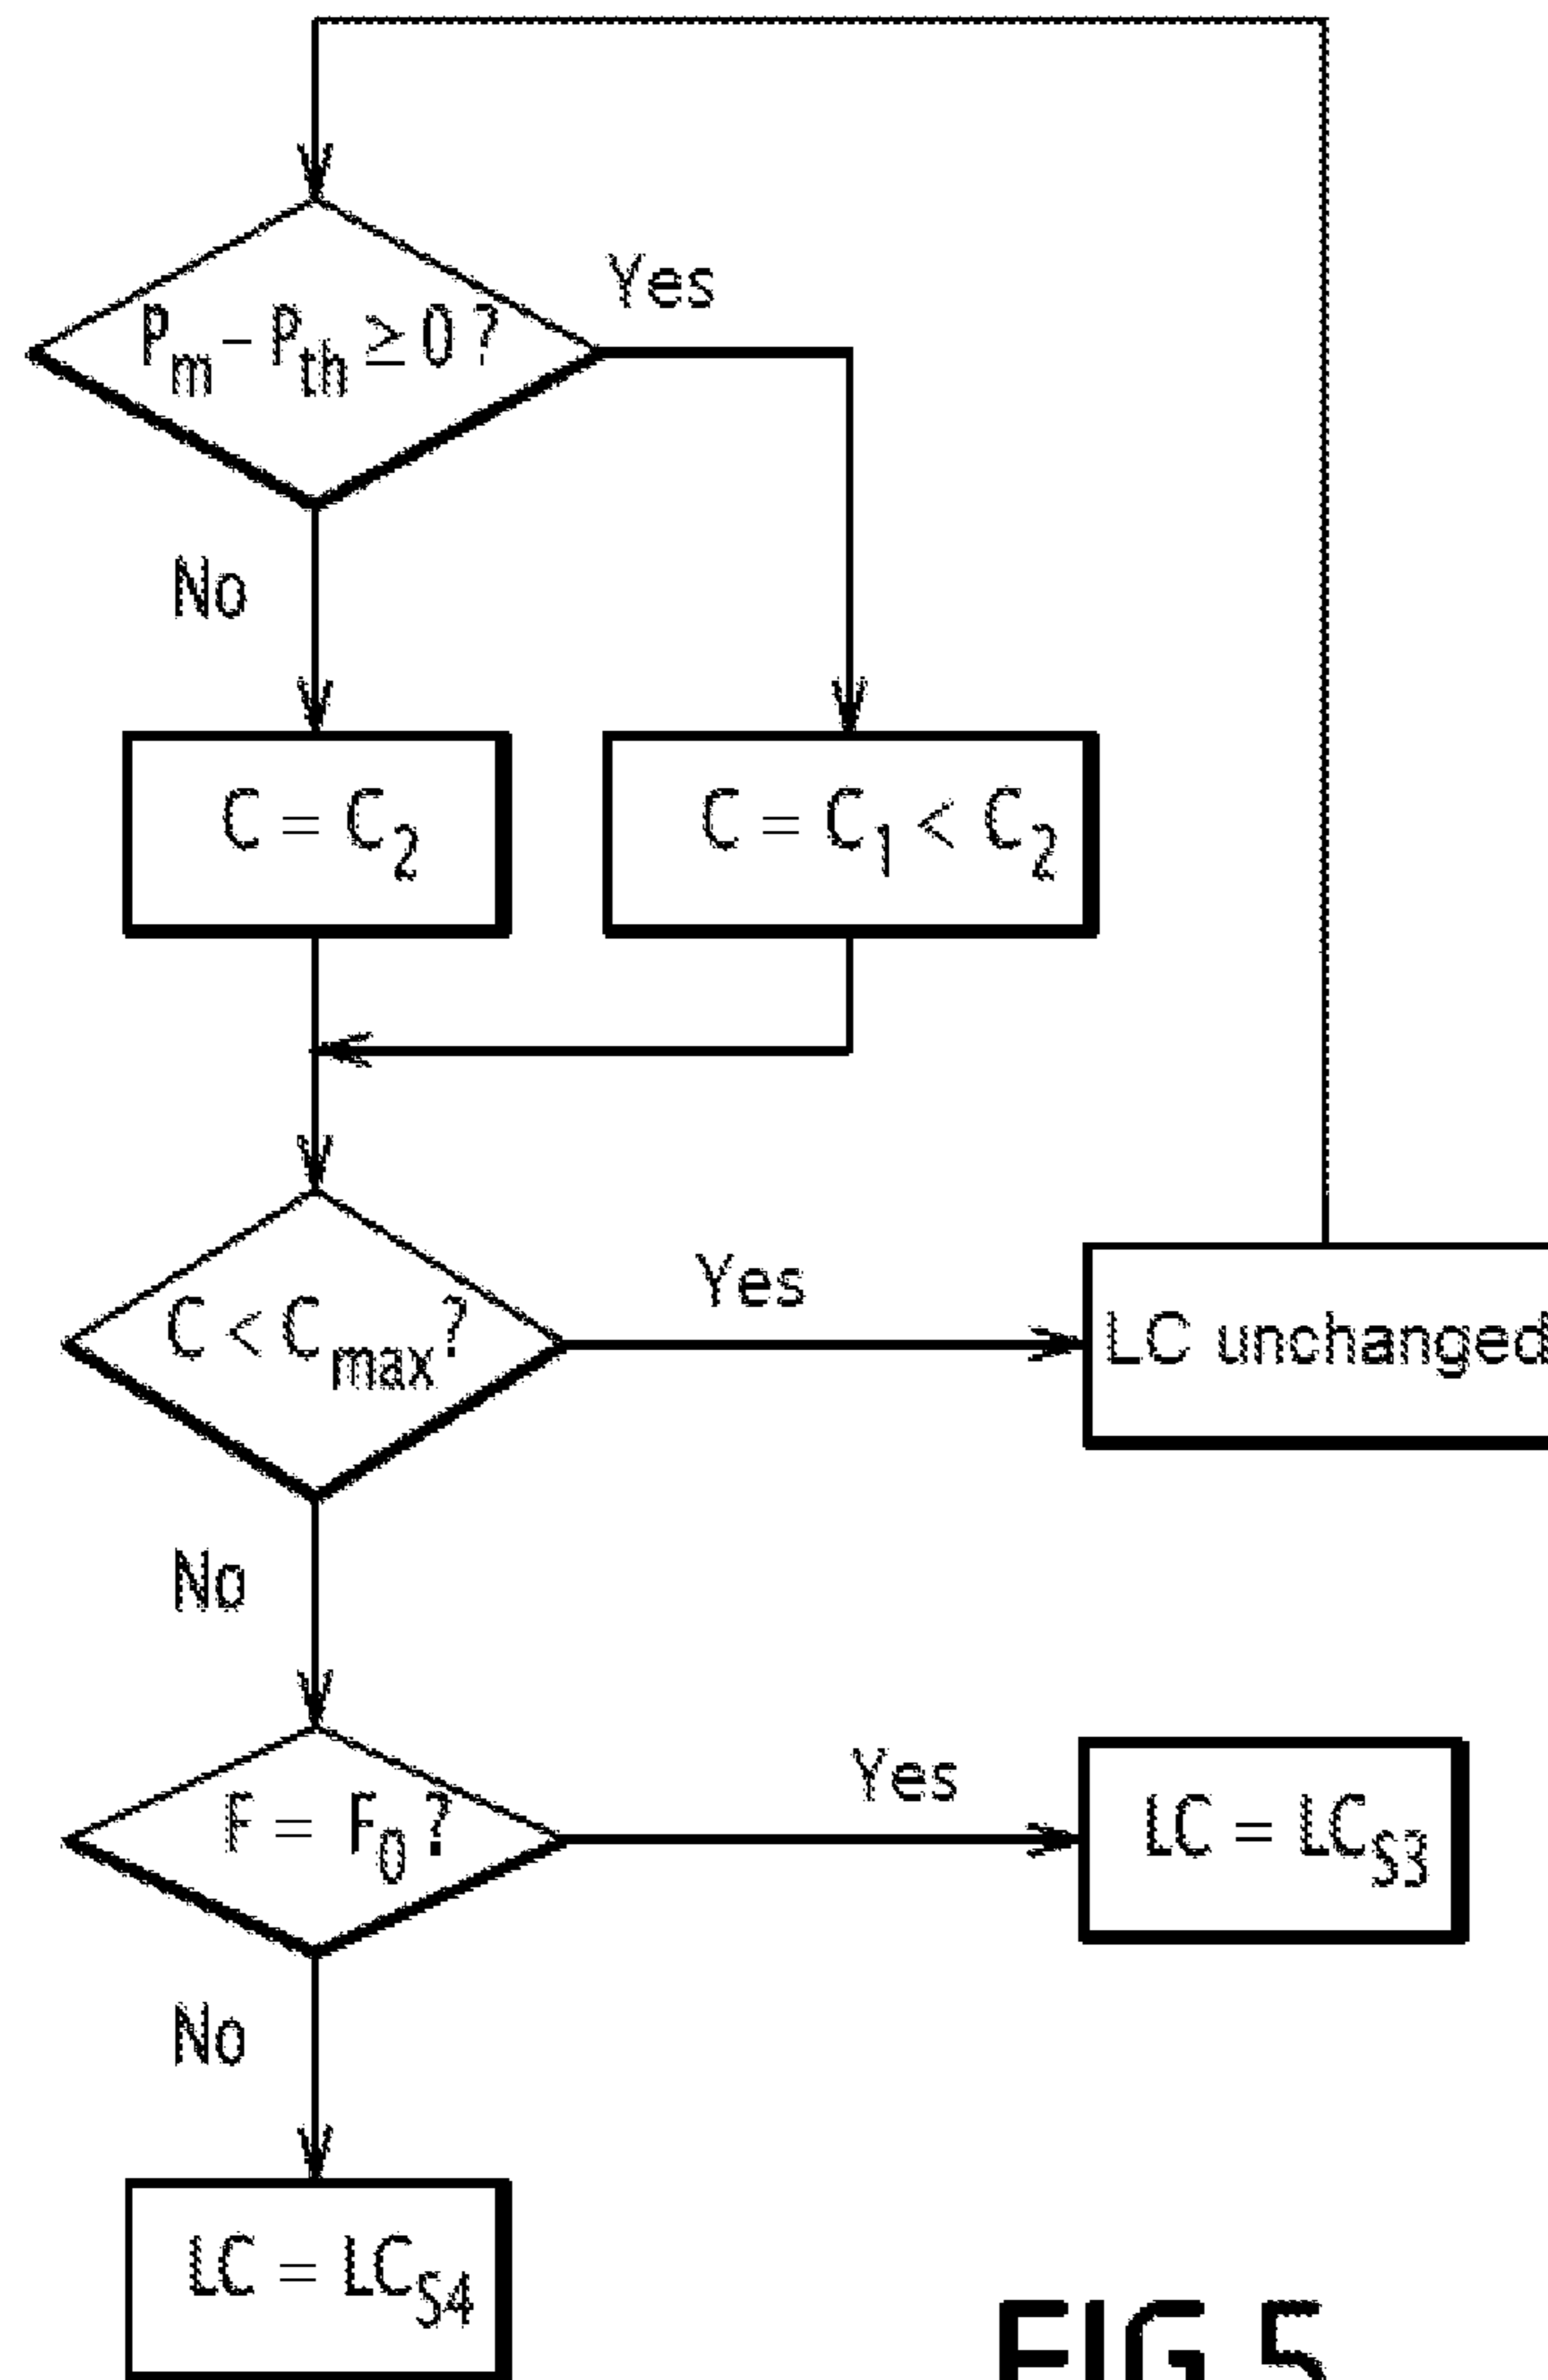 Yes
Pm - Pth ≥ 0 ?
No
C = C2
C = C1 < C2
Yes
C < Cmax ?
LC unchanged
No
Yes
F = F0 ?
LC = LCS3
No
LC = LCS4
FIG.5